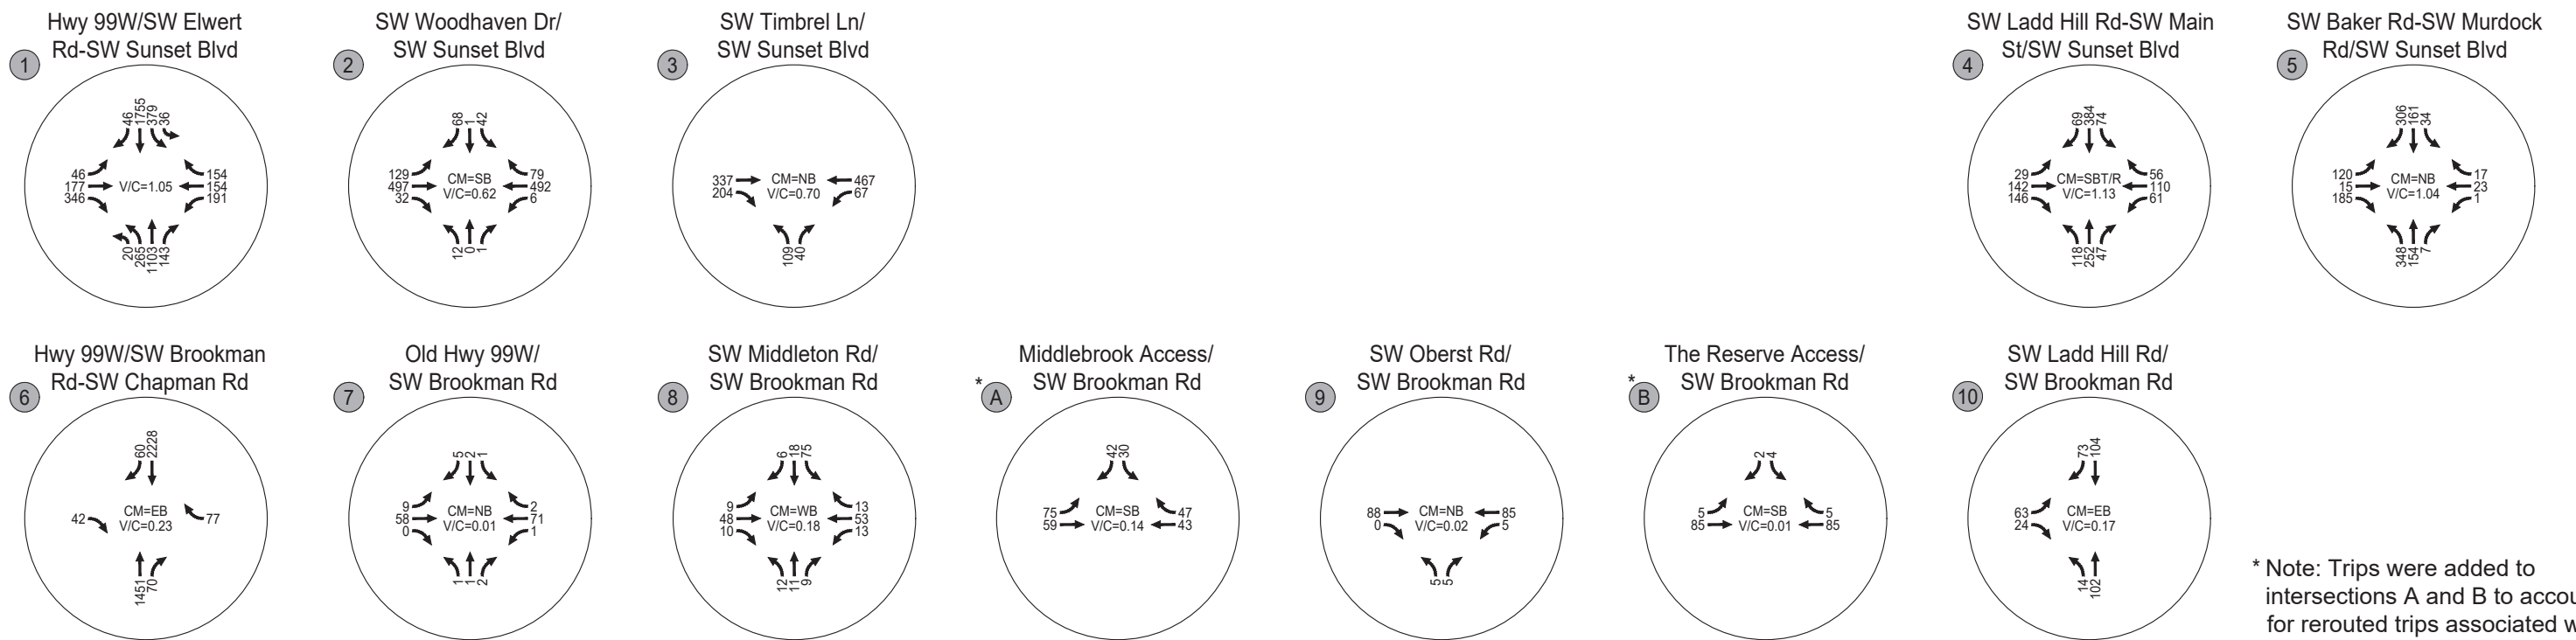 Hwy 99W/SW Elwert
Rd-SW Sunset Blvd
1
46
1755
379
36
46
177
346
V/C=1.05
154
154
191
20
265
1103
143
SW Woodhaven Dr/
SW Sunset Blvd
2
68
1
42
129
497
32
CM=SB
V/C=0.62
79
492
6
12
0
1
SW Timbrel Ln/
SW Sunset Blvd
3
337
204
CM=NB
V/C=0.70
467
67
109
40
SW Ladd Hill Rd-SW Main
St/SW Sunset Blvd
4
69
384
74
29
142
146
CM=SBT/R
V/C=1.13
56
110
61
118
252
47
SW Baker Rd-SW Murdock
Rd/SW Sunset Blvd
5
306
161
34
120
15
185
CM=NB
V/C=1.04
17
23
1
348
154
7
Hwy 99W/SW Brookman
Rd-SW Chapman Rd
6
60
2228
42
CM=EB
V/C=0.23
77
1451
70
Old Hwy 99W/
SW Brookman Rd
7
5
2
1
9
58
0
CM=NB
V/C=0.01
2
71
1
1
1
2
SW Middleton Rd/
SW Brookman Rd
8
6
18
75
9
48
10
CM=WB
V/C=0.18
13
53
13
12
11
9
Middlebrook Access/
SW Brookman Rd
* A
42
30
75
59
CM=SB
V/C=0.14
47
43
SW Oberst Rd/
SW Brookman Rd
9
88
0
CM=NB
V/C=0.02
85
5
5
5
The Reserve Access/
SW Brookman Rd
* B
2
4
5
85
CM=SB
V/C=0.01
5
85
SW Ladd Hill Rd/
SW Brookman Rd
10
73
104
63
24
CM=EB
V/C=0.17
14
102
* Note: Trips were added to
intersections A and B to accou
for rerouted trips associated w